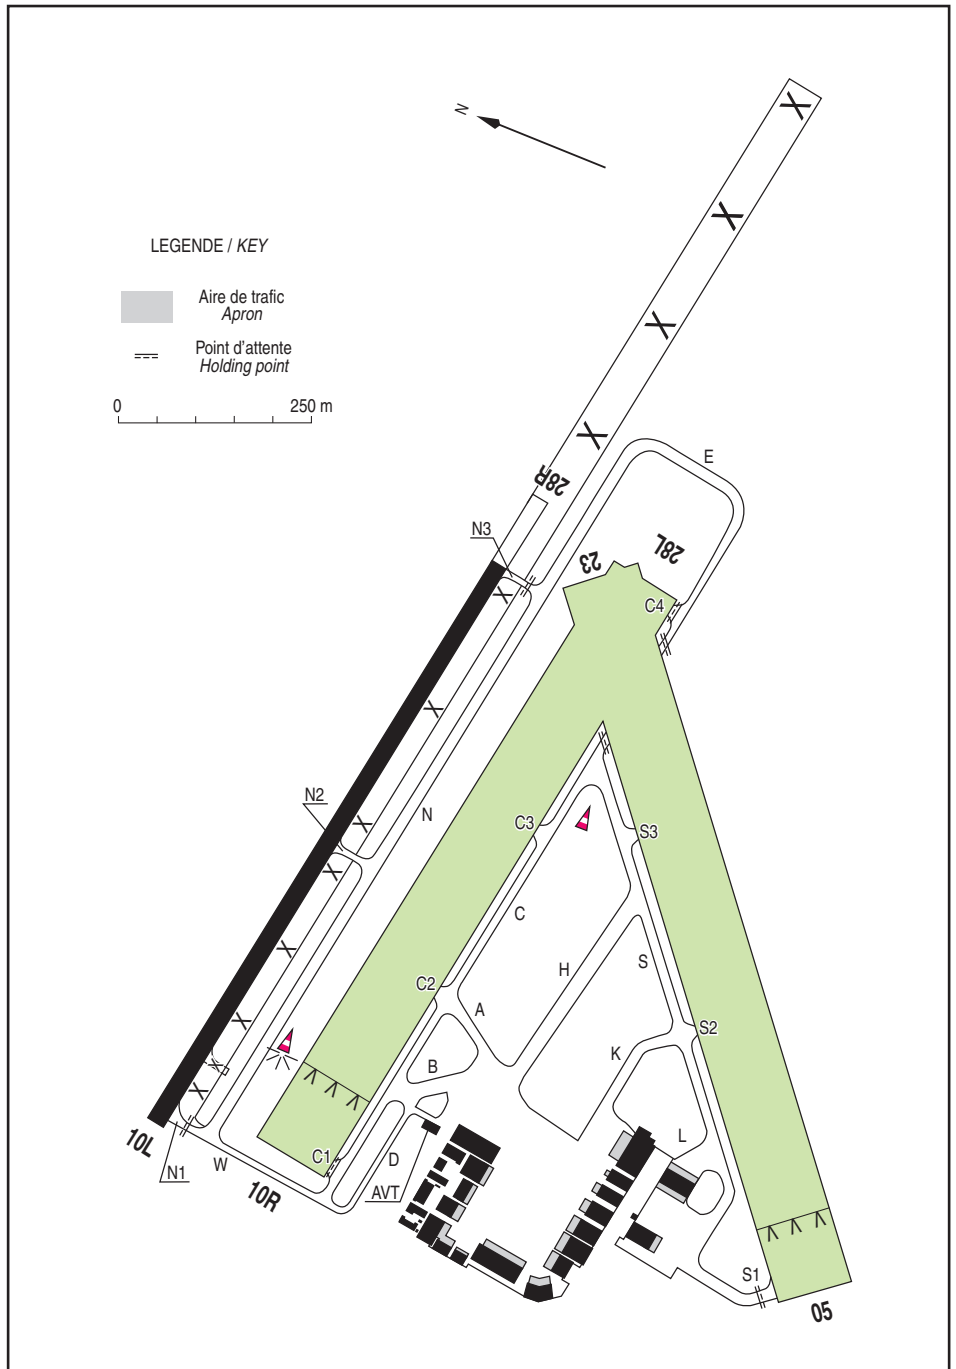 N
LEGENDE / KEY
Aire de trafic
Apron
Point d'attente
Holding point
0 250 m
E
28R
N3
23
28L
C4
N2
N
C3
S3
C
H
S
C2
A
S2
K
B
10L
N1
W
C1
10R
D
AVT
L
S1
05